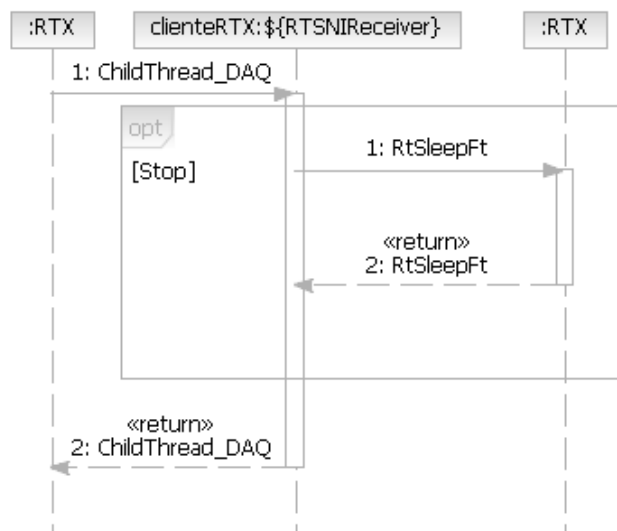 :RTX
clienteRTX:${RTSNIReceiver}
:RTX
1: ChildThread_DAQ
opt
[Stop]
1: RtSleepFt
«return»
2: RtSleepFt
«return»
2: ChildThread_DAQ